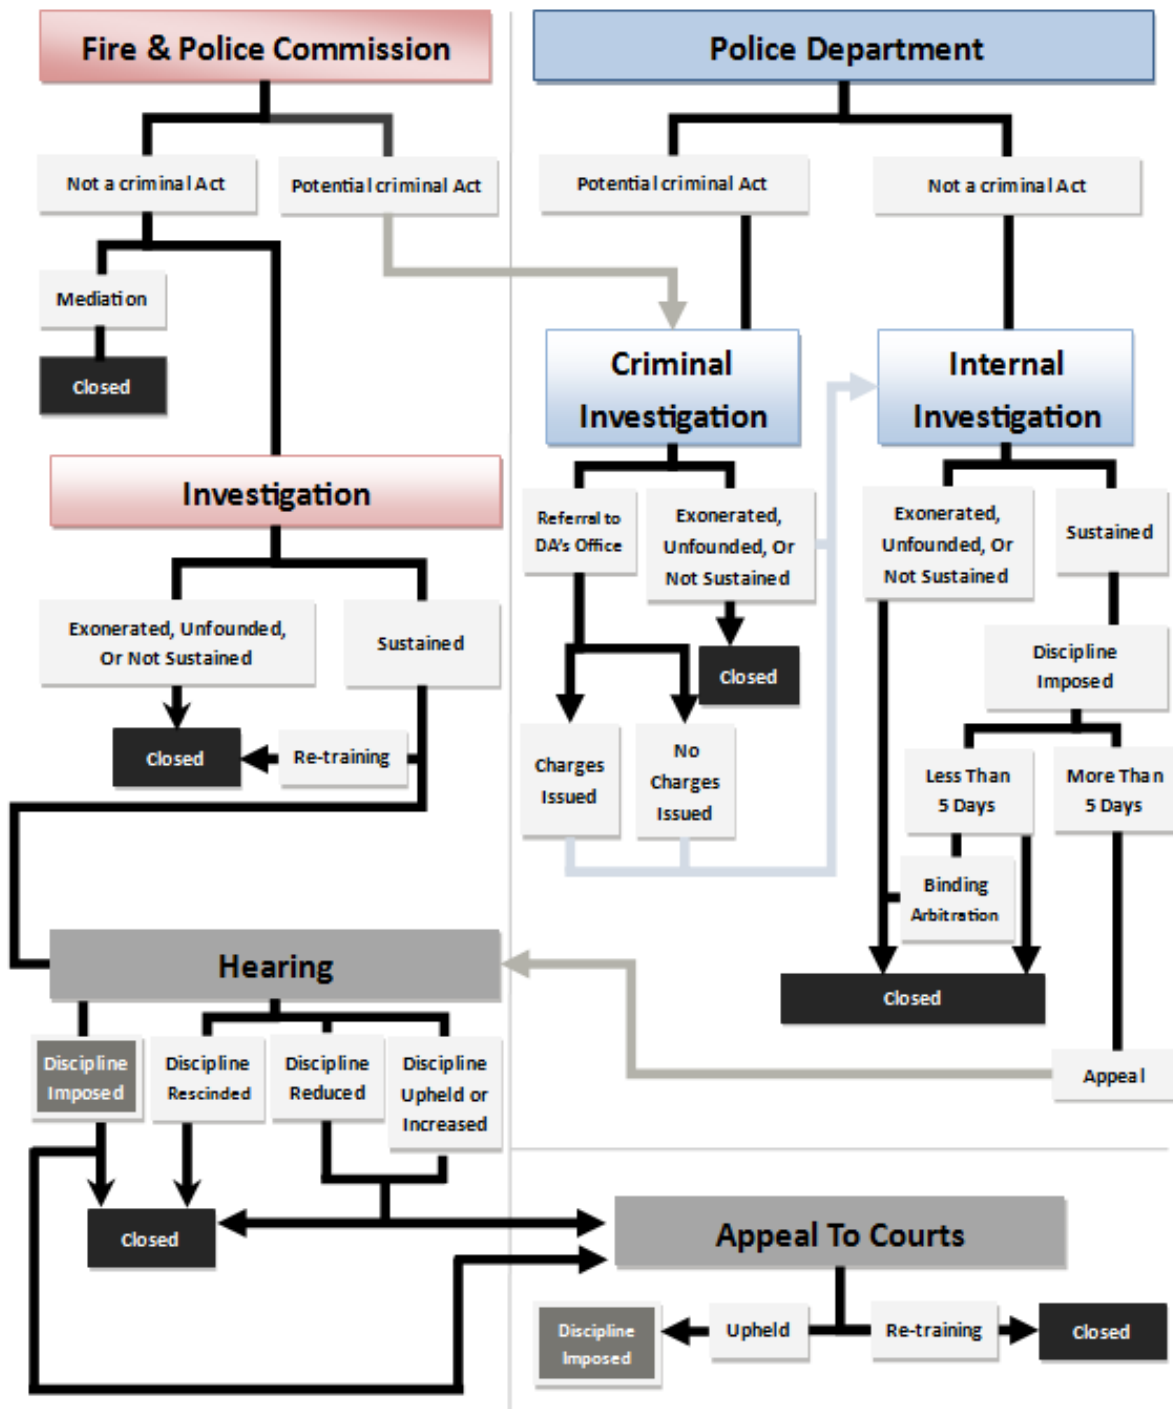 Fire & Police Commission
Police Department
Not a criminal Act
Potential criminal Act
Potential criminal Act
Not a criminal Act
Mediation
Closed
Criminal
Investigation
Internal
Investigation
Investigation
Referral to
DA's Office
Exonerated,
Unfounded, Or
Not Sustained
Exonerated,
Unfounded, Or
Not Sustained
Sustained
Exonerated, Unfounded,
Or Not Sustained
Sustained
Closed
Discipline
Imposed
Closed
Re-training
Charges
Issued
No
Charges
Issued
Less Than
5 Days
More Than
5 Days
Binding
Arbitration
Hearing
Closed
Discipline
Imposed
Discipline
Rescinded
Discipline
Reduced
Discipline
Upheld or
Increased
Appeal
Closed
Appeal To Courts
Discipline
Imposed
Upheld
Re-training
Closed